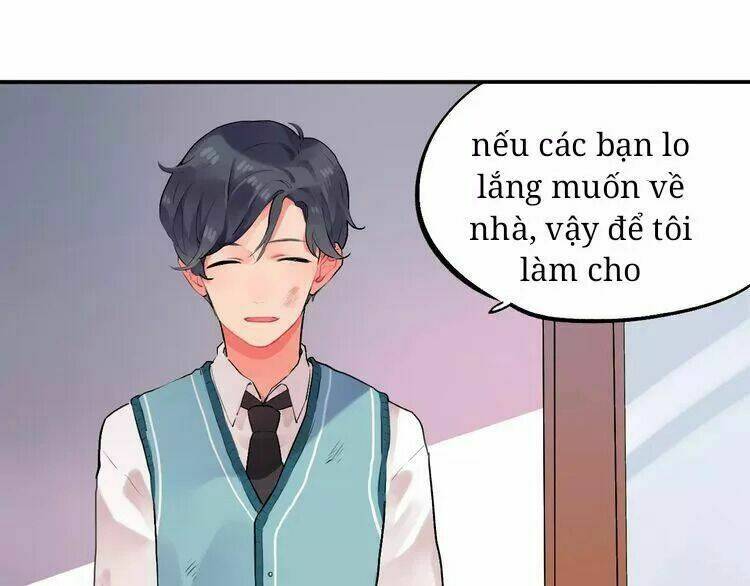 nếu các bạn lo
lắng muốn về
nhà, vậy để tôi
làm cho